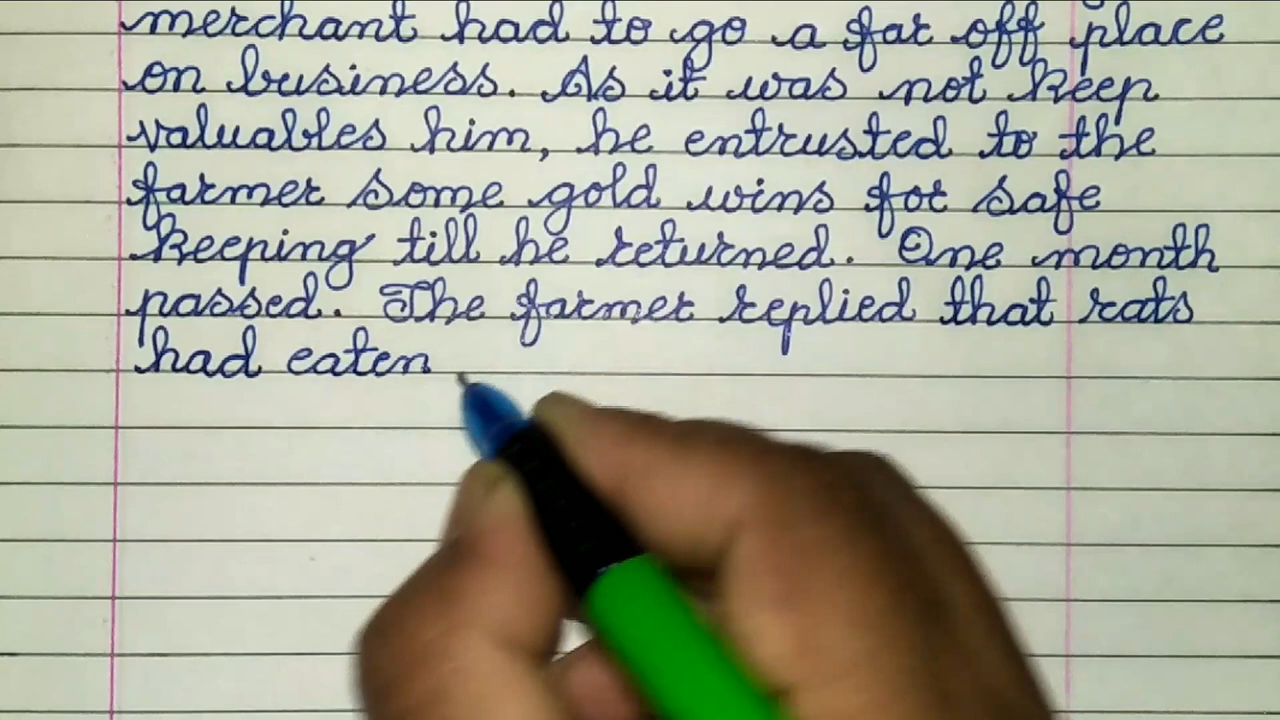 merchant had to go a far off place
on business. As it was not keep
valuables him, he entrusted to the
farmer some gold wins for safe
keeping till he returned. One month
passed. The farmer replied that rats
had eaten